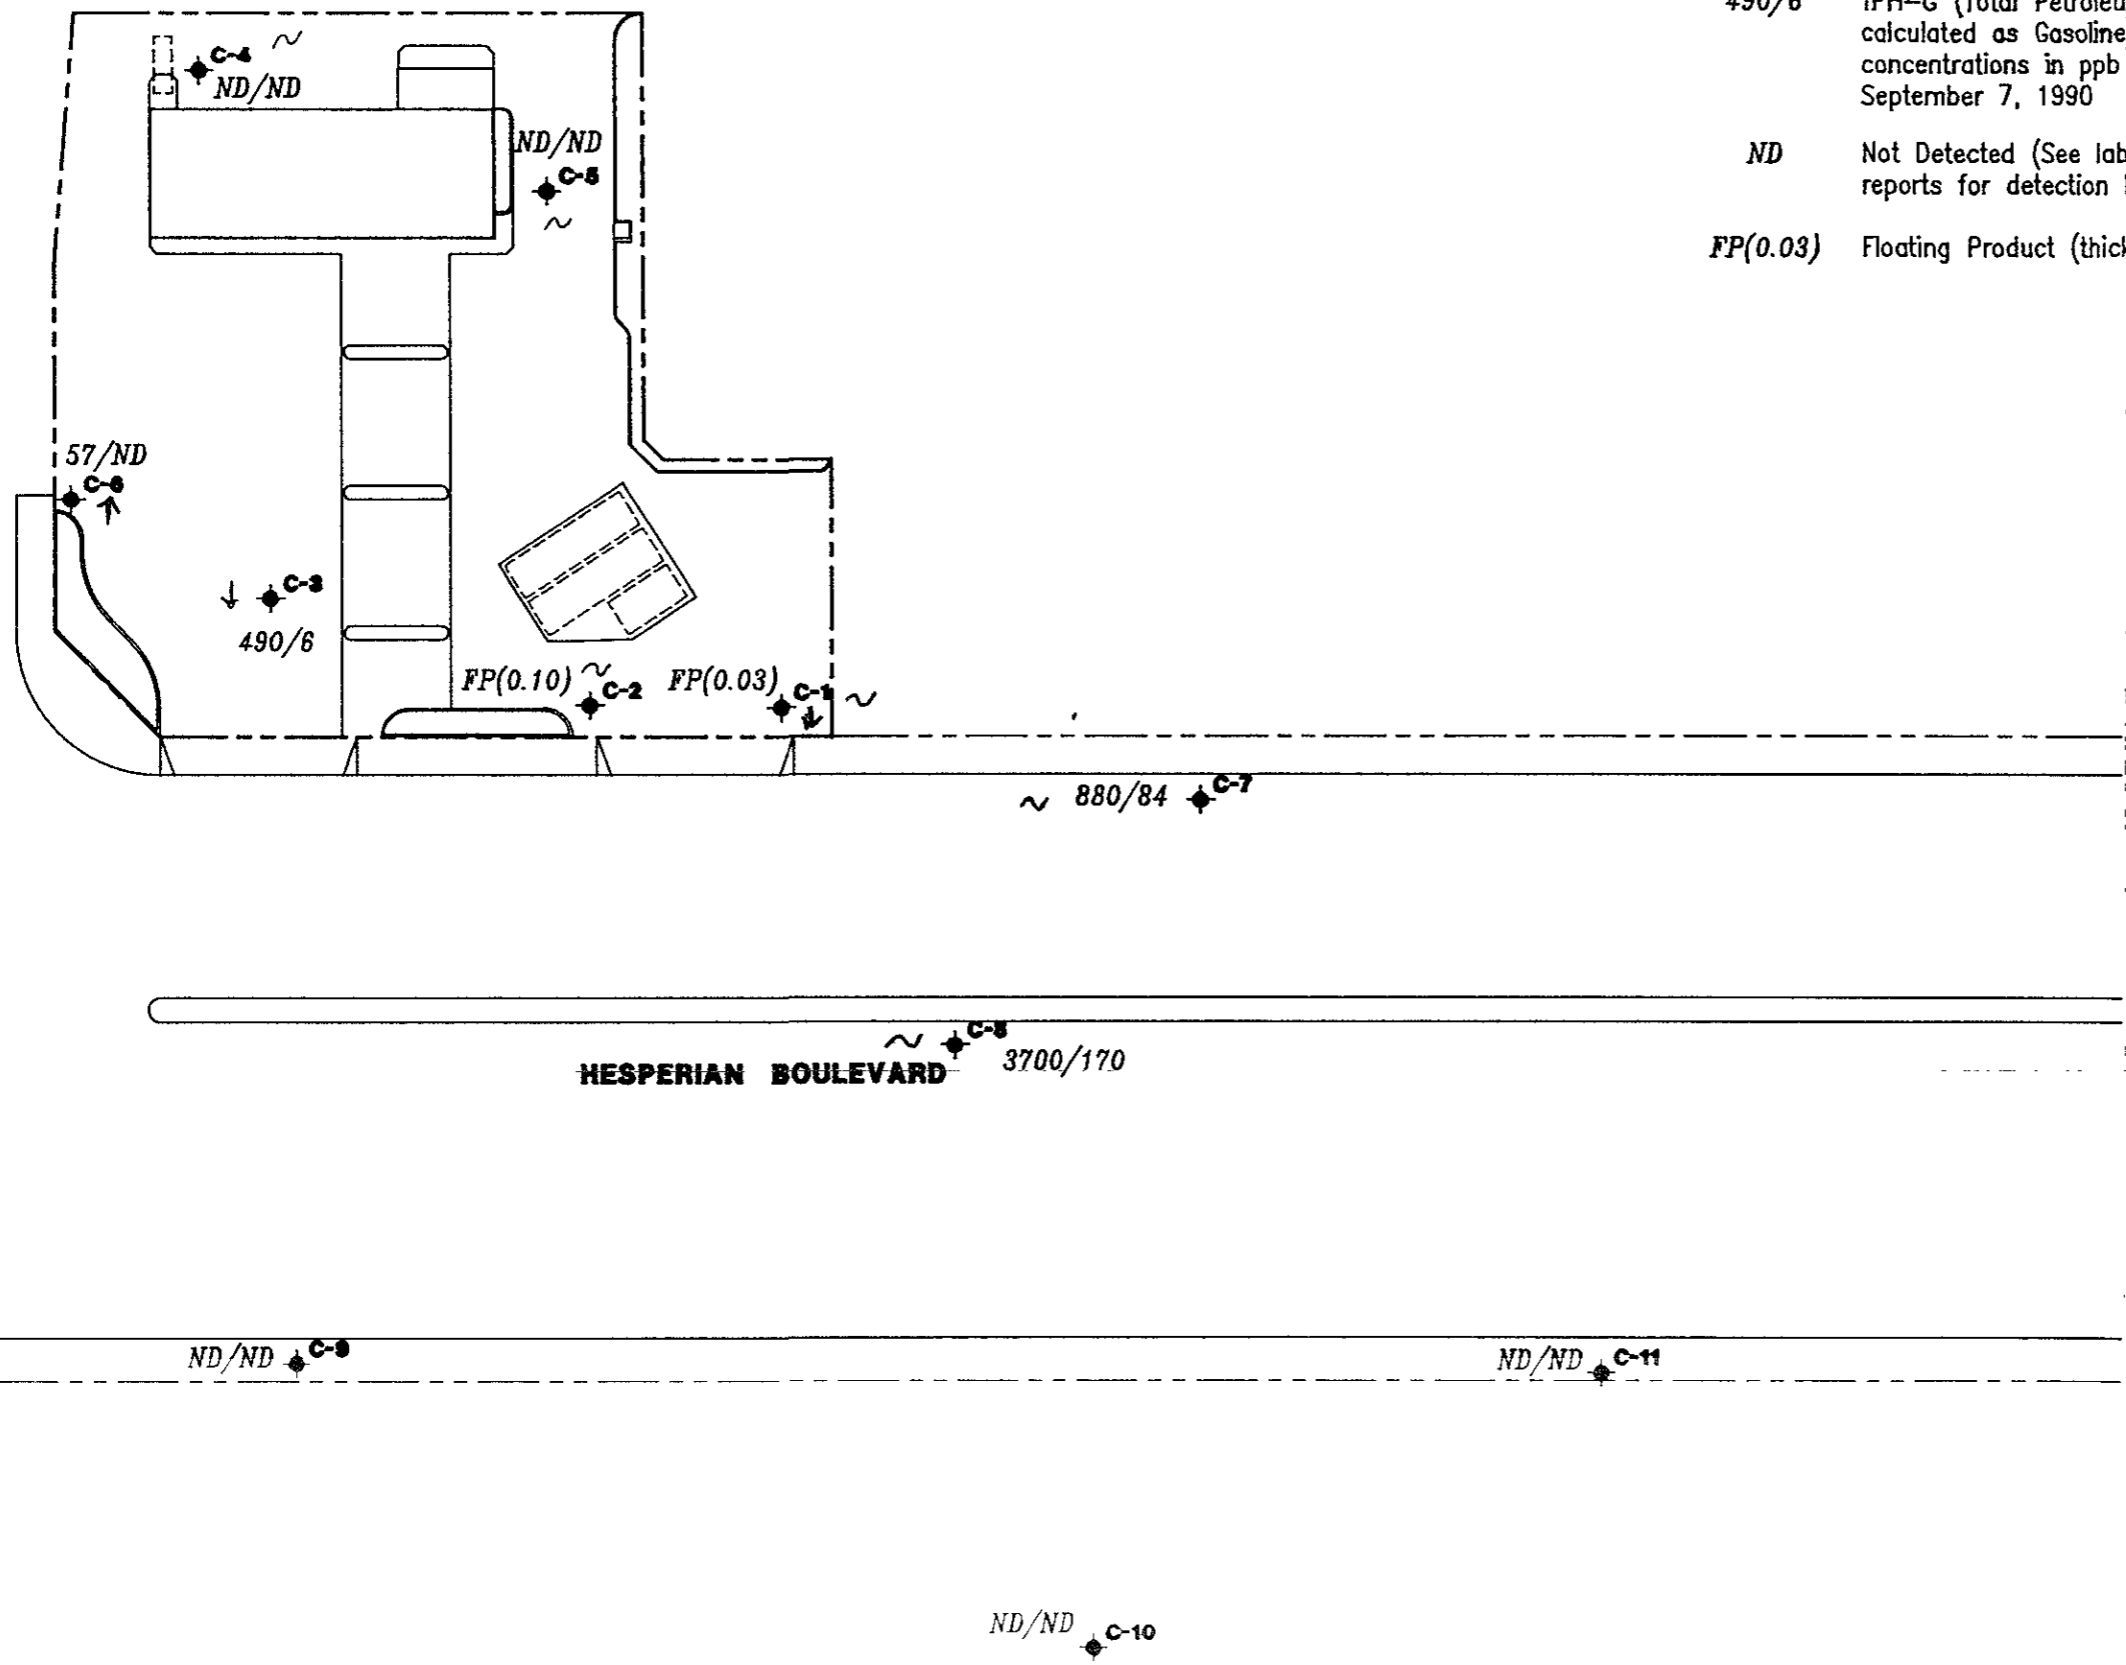 490/6
TPH-G (Total
calculated as Gasoline
concentrations in ppb
September 7, 1990
ND
Not Detected (See lab
reports for detection
FP(0.03)
Floating Product (thic
C-4
~
ND/ND
ND/ND
C-5
~
57/ND
C-6
↑
↓
C-3
490/6
FP(0.10)
~
C-2
FP(0.03)
C-1
↓
~
~
880/84
C-7
~
C-8
3700/170
HESPERIAN BOULEVARD
ND/ND
C-9
ND/ND
C-11
ND/ND
C-10